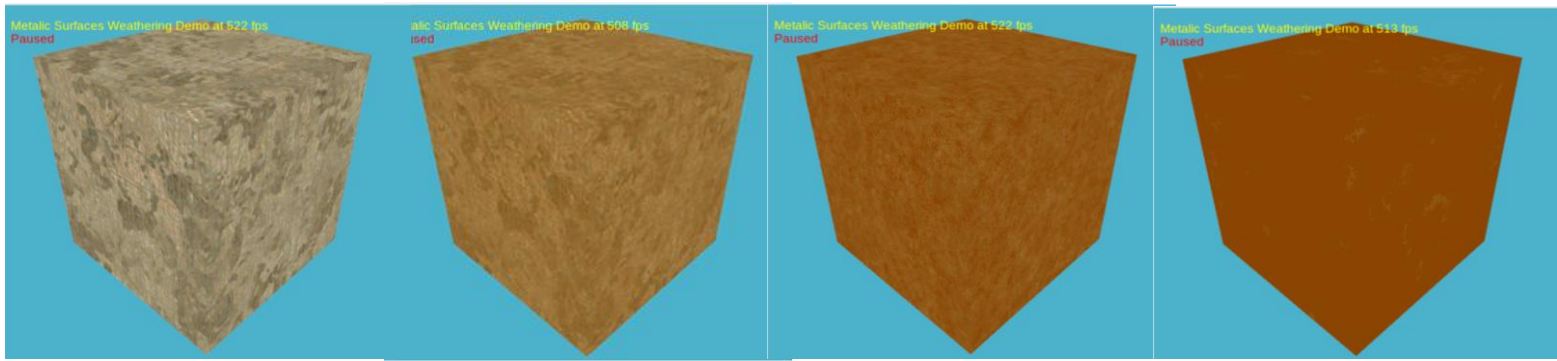 Metalic Surfaces Weathering Demo at 522 fps
Paused
alic Surfaces Weathering Demo at 508 fps
used
Metalic Surfaces Weathering Demo at 522 fps
Paused
Metalic Surfaces Weathering Demo at 513 fps
Paused